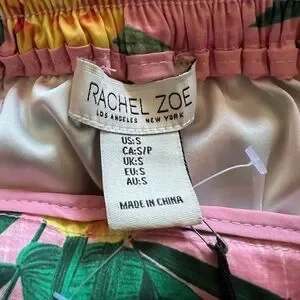 RACHEL ZOE
LOS ANGELES NEW YORK
US:S
CA:S/P
UK:S
EU:S
AU:S
MADE IN CHINA